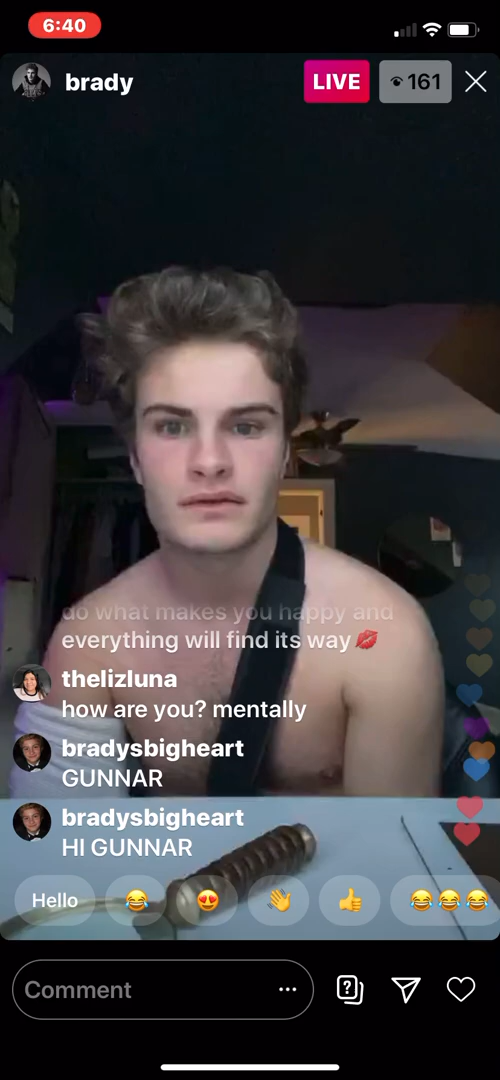 6:40
brady
LIVE
161
do what makes you happy and
everything will find its way💋
thelizluna
how are you? mentally
bradysbigheart
GUNNAR
bradysbigheart
HI GUNNAR
Hello 😂 😍 👋 👍 😂😂😂
Comment ...